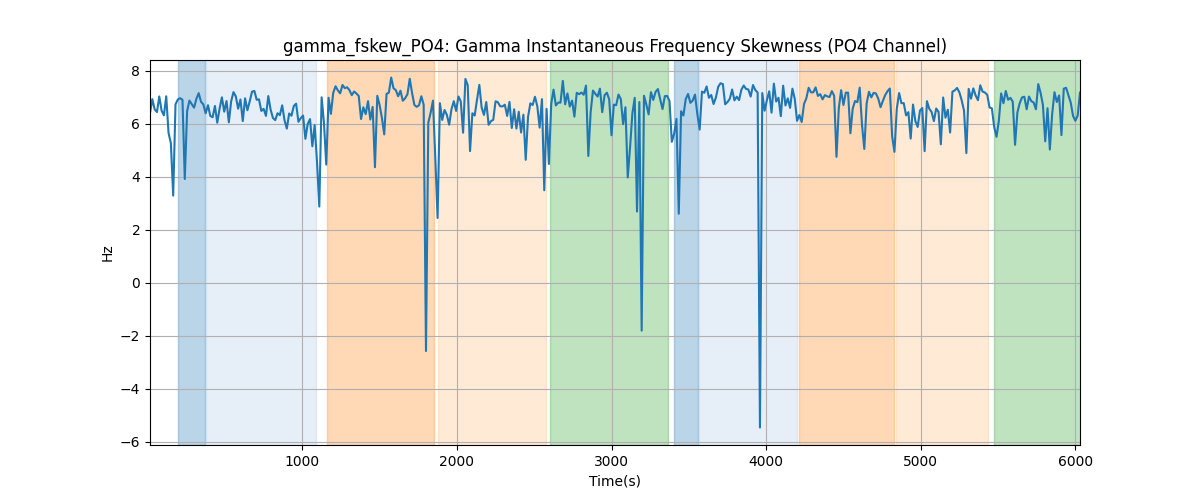 gamma_fskew_PO4: Gamma Instantaneous Frequency Skewness (PO4 Channel)
8
6
4
2
0
−2
−4
−6
Hz
1000 2000 3000 4000 5000 6000
Time(s)